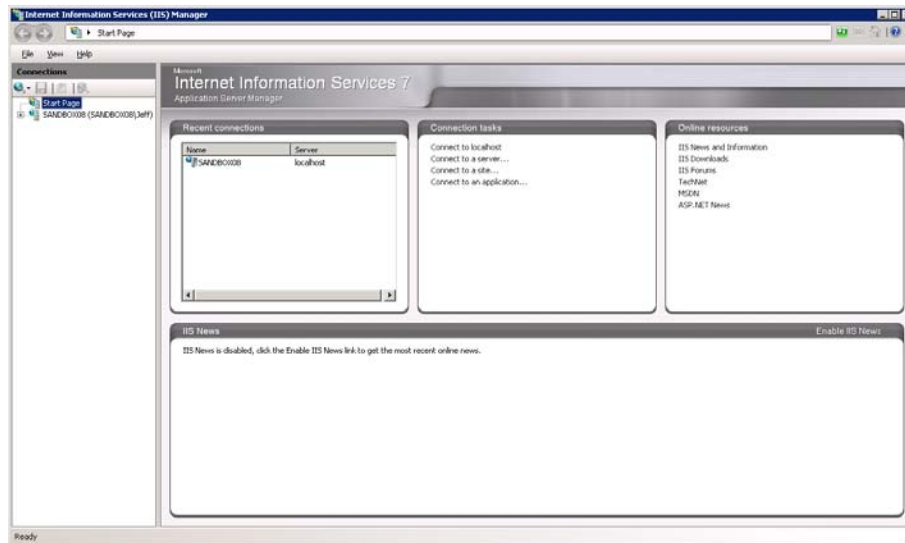 Internet Information Services (IIS) Manager
Start Page
File View Help
Connections
Start Page
SANDBOX08 (SANDBOX08\Jeff)
Microsoft
Internet Information Services 7
Application Server Manager
Recent connections
Name Server
SANDBOX08 localhost
Connection tasks
Connect to localhost
Connect to a server...
Connect to a site...
Connect to an application...
Online resources
IIS News and Information
IIS Downloads
IIS Forums
TechNet
MSDN
ASP.NET News
IIS News Enable IIS News
IIS News is disabled, click the Enable IIS News link to get the most recent online news.
Ready